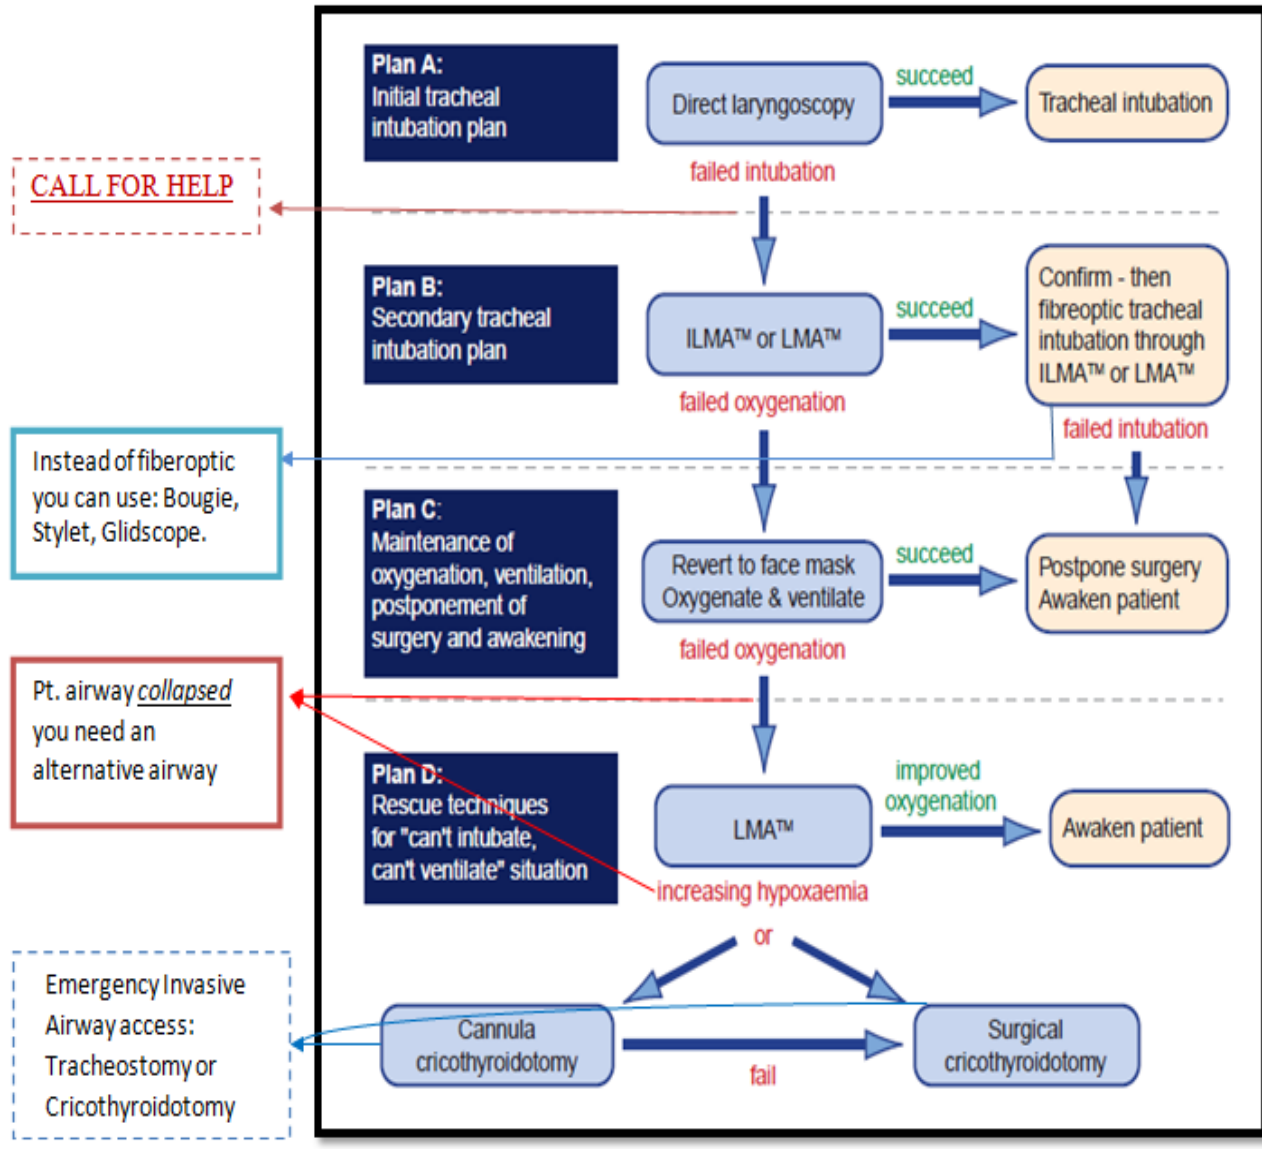 Plan A:
Initial tracheal
intubation plan
Direct laryngoscopy
succeed
Tracheal intubation
failed intubation
CALL FOR HELP
Plan B:
Secondary tracheal
intubation plan
ILMA™ or LMA™
succeed
Confirm - then
fibreoptic tracheal
intubation through
ILMA™ or LMA™
failed oxygenation
failed intubation
Instead of fiberoptic
you can use: Bougie,
Stylet, Glidscope.
Plan C:
Maintenance of
oxygenation, ventilation,
postponement of
surgery and awakening
Revert to face mask
Oxygenate & ventilate
succeed
Postpone surgery
Awaken patient
failed oxygenation
Pt. airway collapsed
you need an
alternative airway
Plan D:
Rescue techniques
for "can't intubate,
can't ventilate" situation
LMA™
improved
oxygenation
Awaken patient
increasing hypoxaemia
or
Emergency Invasive
Airway access:
Tracheostomy or
Cricothyroidotomy
Cannula
cricothyroidotomy
fail
Surgical
cricothyroidotomy